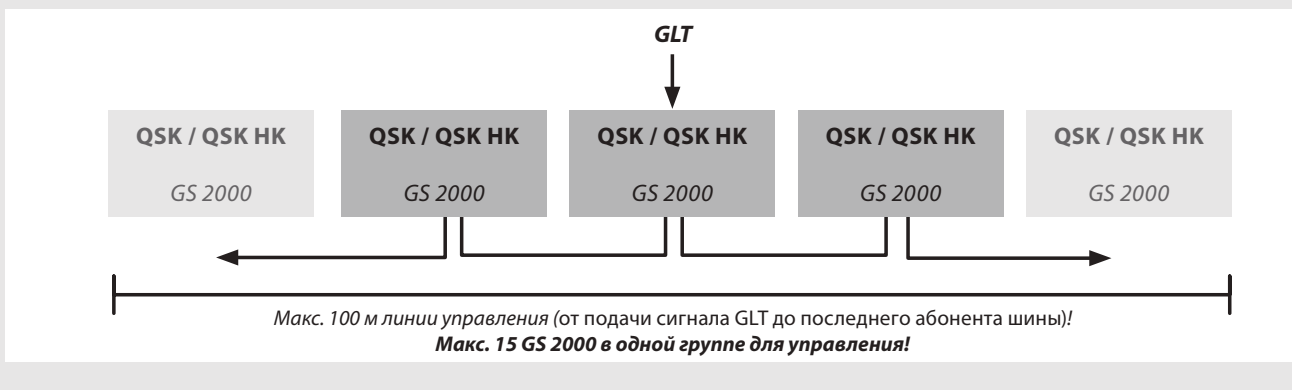 GLT
QSK / QSK HK QSK / QSK HK QSK / QSK HK QSK / QSK HK QSK / QSK HK
GS 2000 GS 2000 GS 2000 GS 2000 GS 2000
Макс. 100 м линии управления (от подачи сигнала GLT до последнего абонента шины)!
Макс. 15 GS 2000 в одной группе для управления!